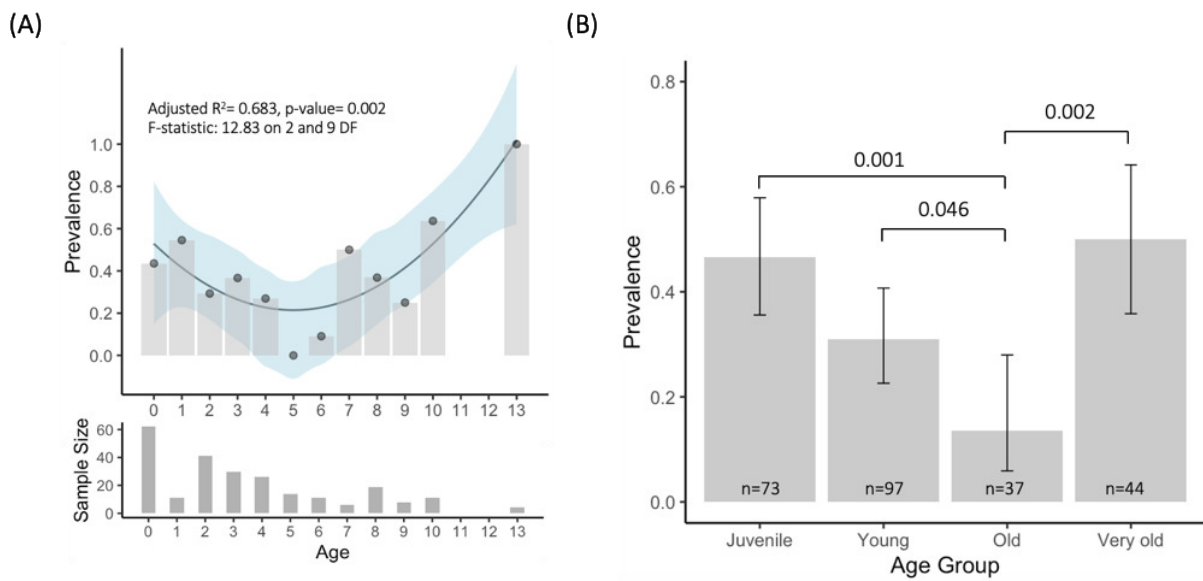 (A)
Adjusted R²= 0.683, p-value= 0.002
F-statistic: 12.83 on 2 and 9 DF
Prevalence
1.0
0.8
0.6
0.4
0.2
0.0
0 1 2 3 4 5 6 7 8 9 10 11 12 13
Sample Size
60
40
20
0
0 1 2 3 4 5 6 7 8 9 10 11 12 13
Age
(B)
Prevalence
0.8
0.6
0.4
0.2
0.0
0.002
0.001
0.046
n=73 n=97 n=37 n=44
Juvenile Young Old Very old
Age Group